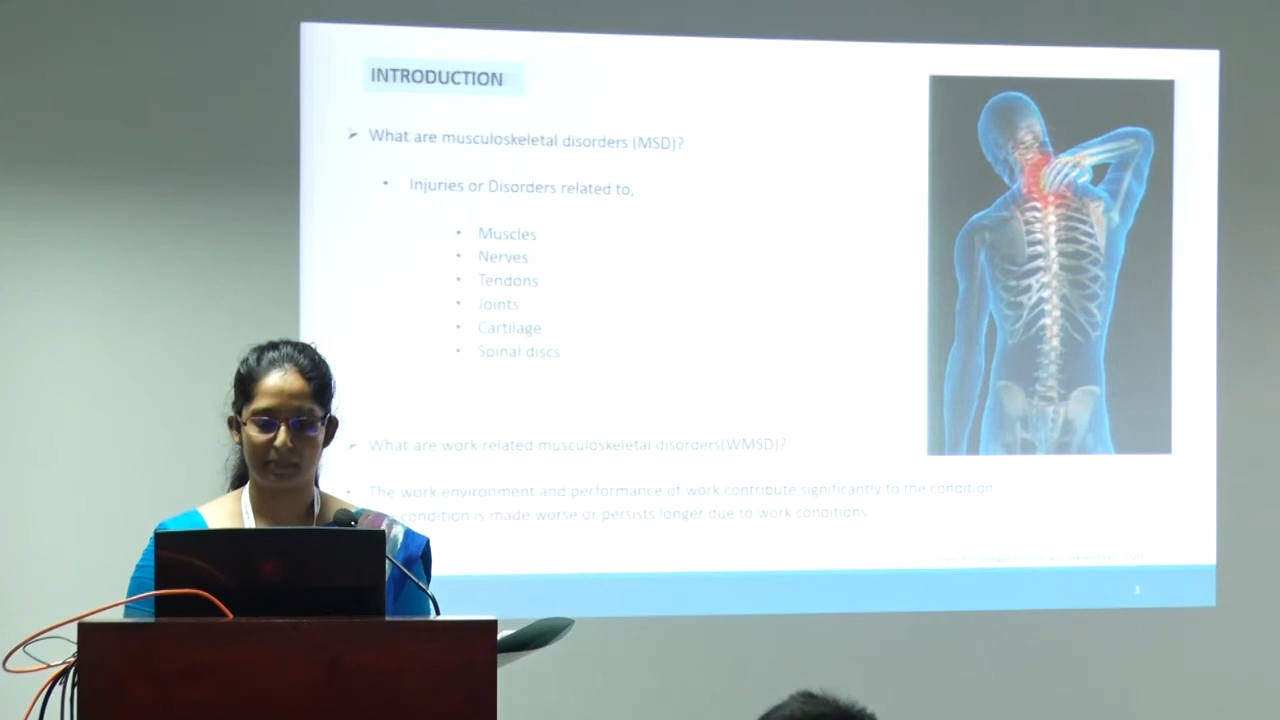 INTRODUCTION
➢ What are musculoskeletal disorders (MSD)?
• Injuries or Disorders related to,
• Muscles
• Nerves
• Tendons
• Joints
• Cartilage
• Spinal discs
➢ What are work related musculoskeletal disorders(WMSD)?
• The work environment and performance of work contribute significantly to the condition
condition is made worse or persists longer due to work conditions